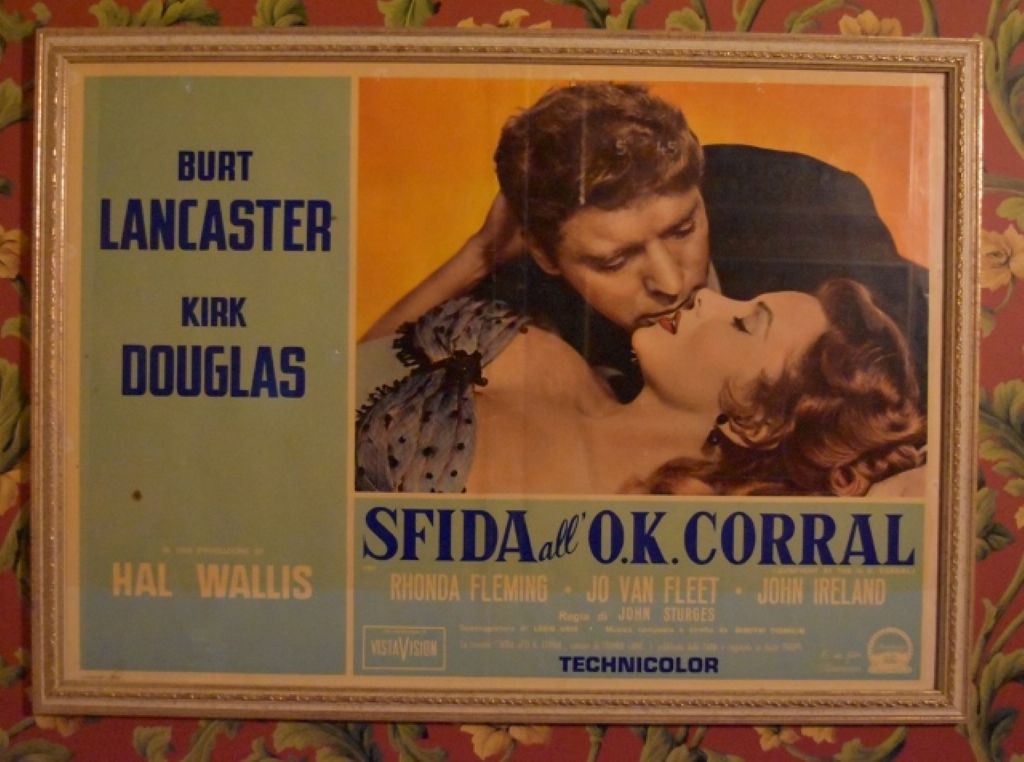 BURT
LANCASTER
KIRK
DOUGLAS
HAL WALLIS
SFIDA all' O.K. CORRAL
RHONDA FLEMING • JO VAN FLEET • JOHN IRELAND
Regia di JOHN STURGES
VISTAVISION
TECHNICOLOR